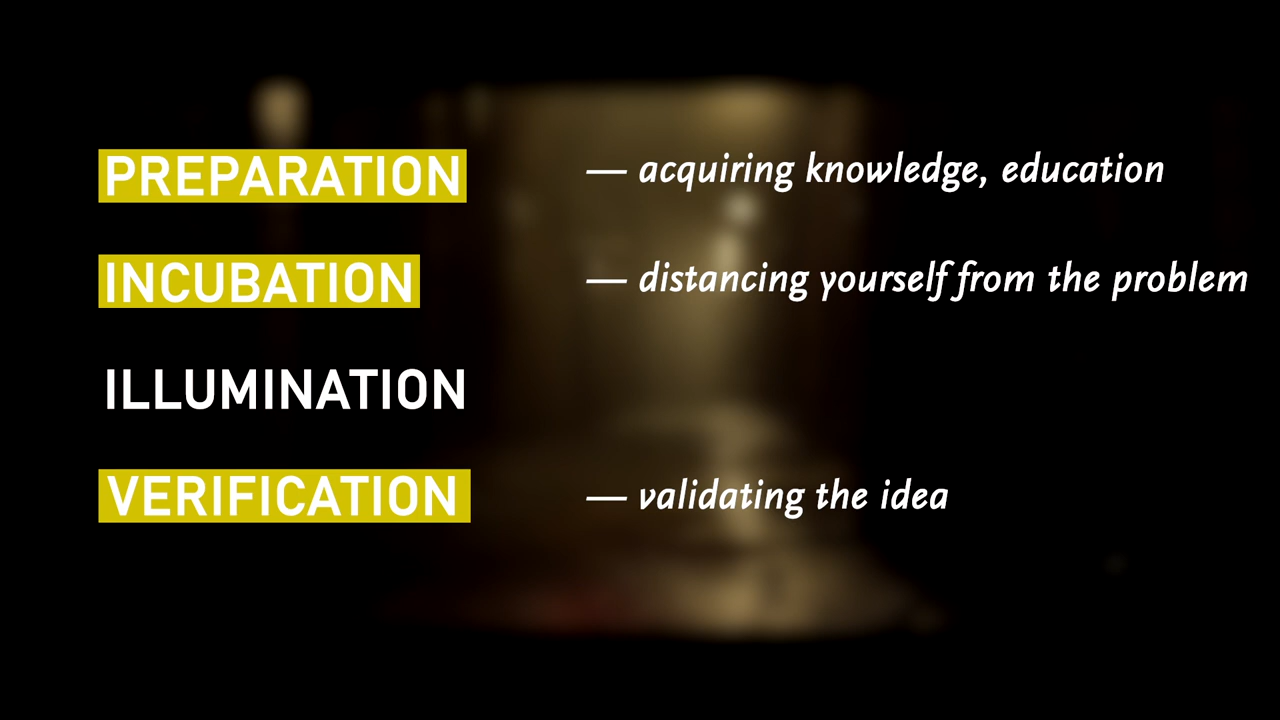 PREPARATION — acquiring knowledge, education
INCUBATION — distancing yourself from the problem
ILLUMINATION
VERIFICATION — validating the idea